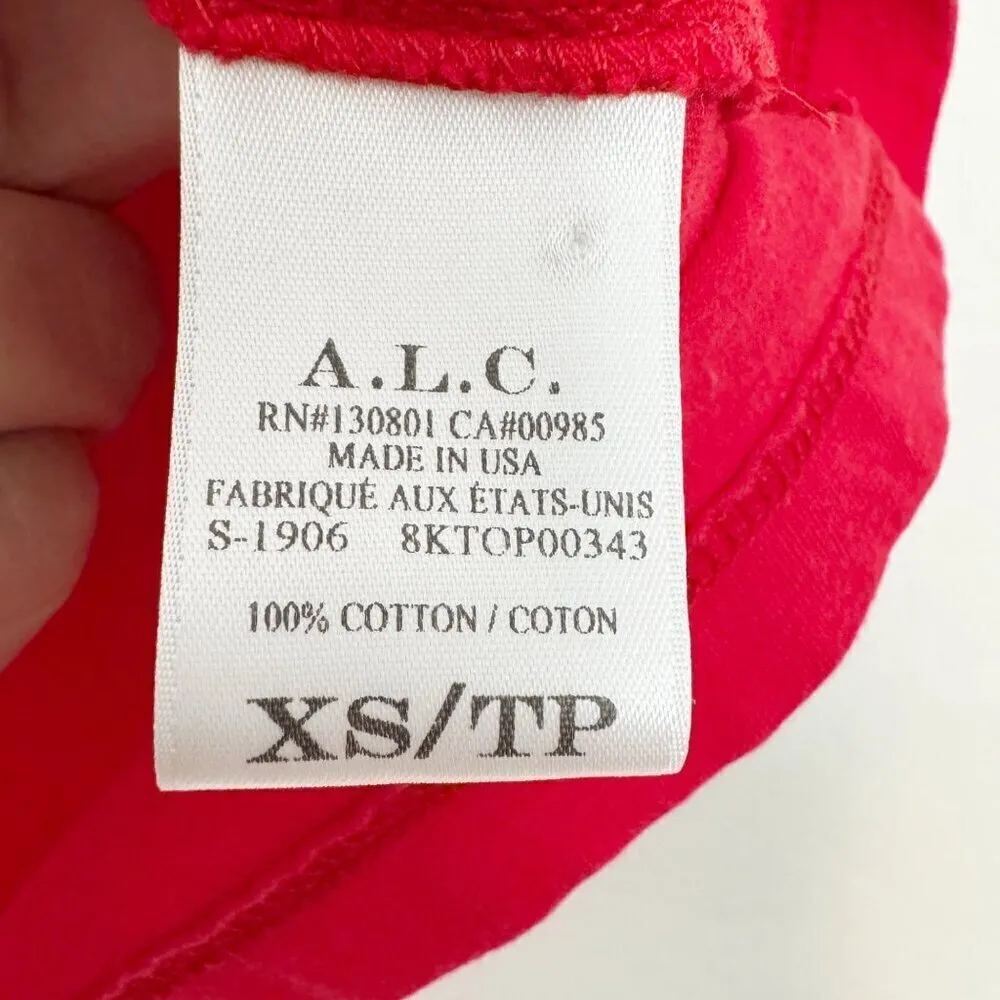 A.L.C.
RN#130801 CA#00985
MADE IN USA
FABRIQUÉ AUX ÉTATS-UNIS
S-1906 8KTOP00343
100% COTTON / COTON
XS/TP